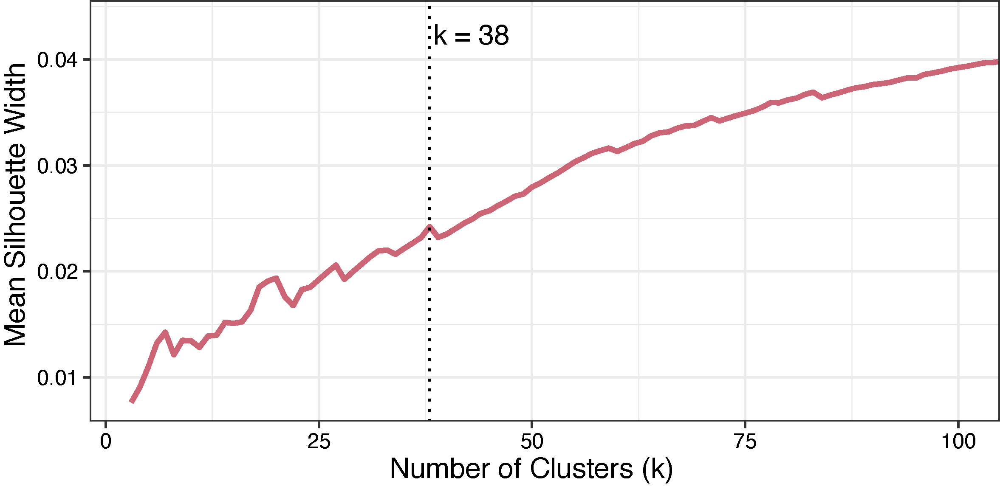 k = 38
Mean Silhouette Width
0.04
0.03
0.02
0.01
0 25 50 75 100
Number of Clusters (k)